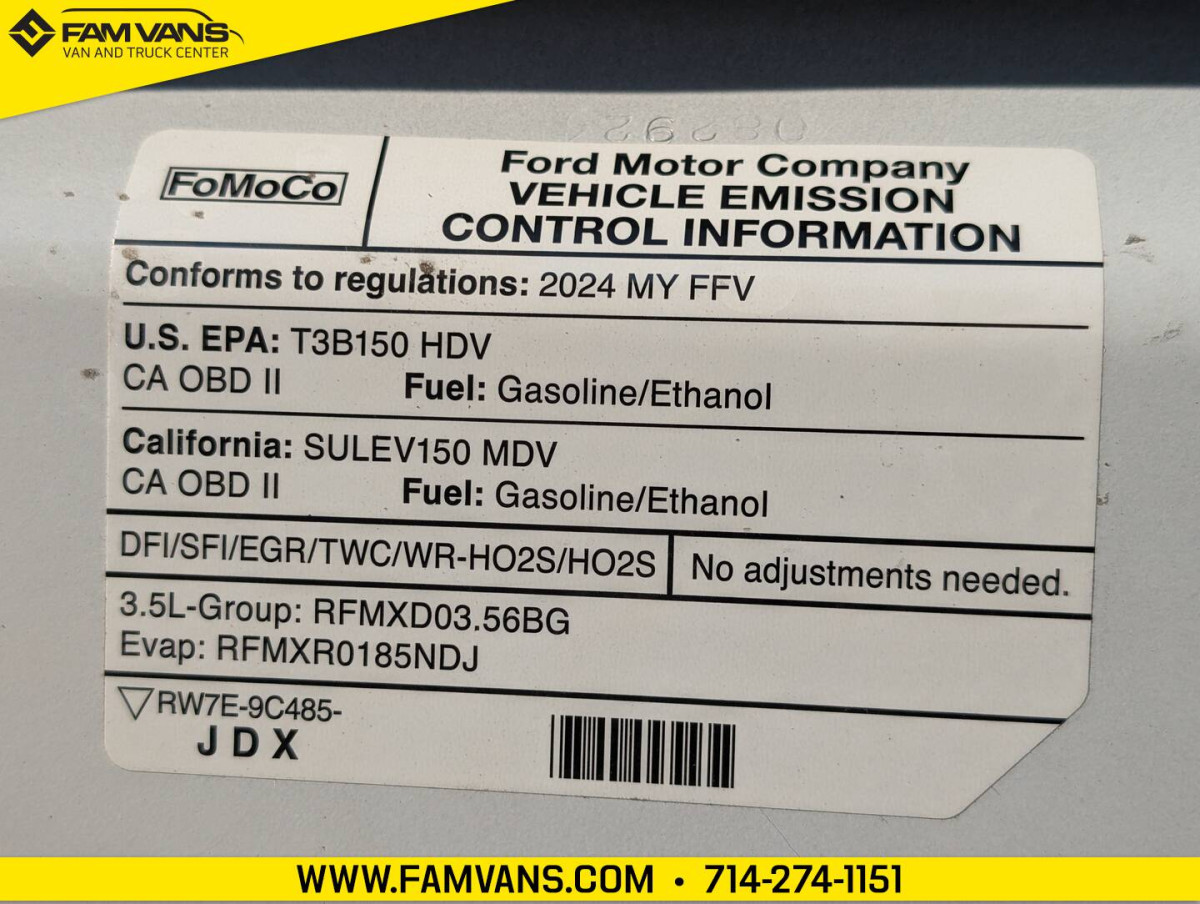 FAM VANS
VAN AND TRUCK CENTER
FoMoCo
Ford Motor Company
VEHICLE EMISSION
CONTROL INFORMATION
Conforms to regulations: 2024 MY FFV
U.S. EPA: T3B150 HDV
CA OBD II Fuel: Gasoline/Ethanol
California: SULEV150 MDV
CA OBD II Fuel: Gasoline/Ethanol
DFI/SFI/EGR/TWC/WR-HO2S/HO2S No adjustments needed.
3.5L-Group: RFMXD03.56BG
Evap: RFMXR0185NDJ
RW7E-9C485-
JDX
WWW.FAMVANS.COM • 714-274-1151